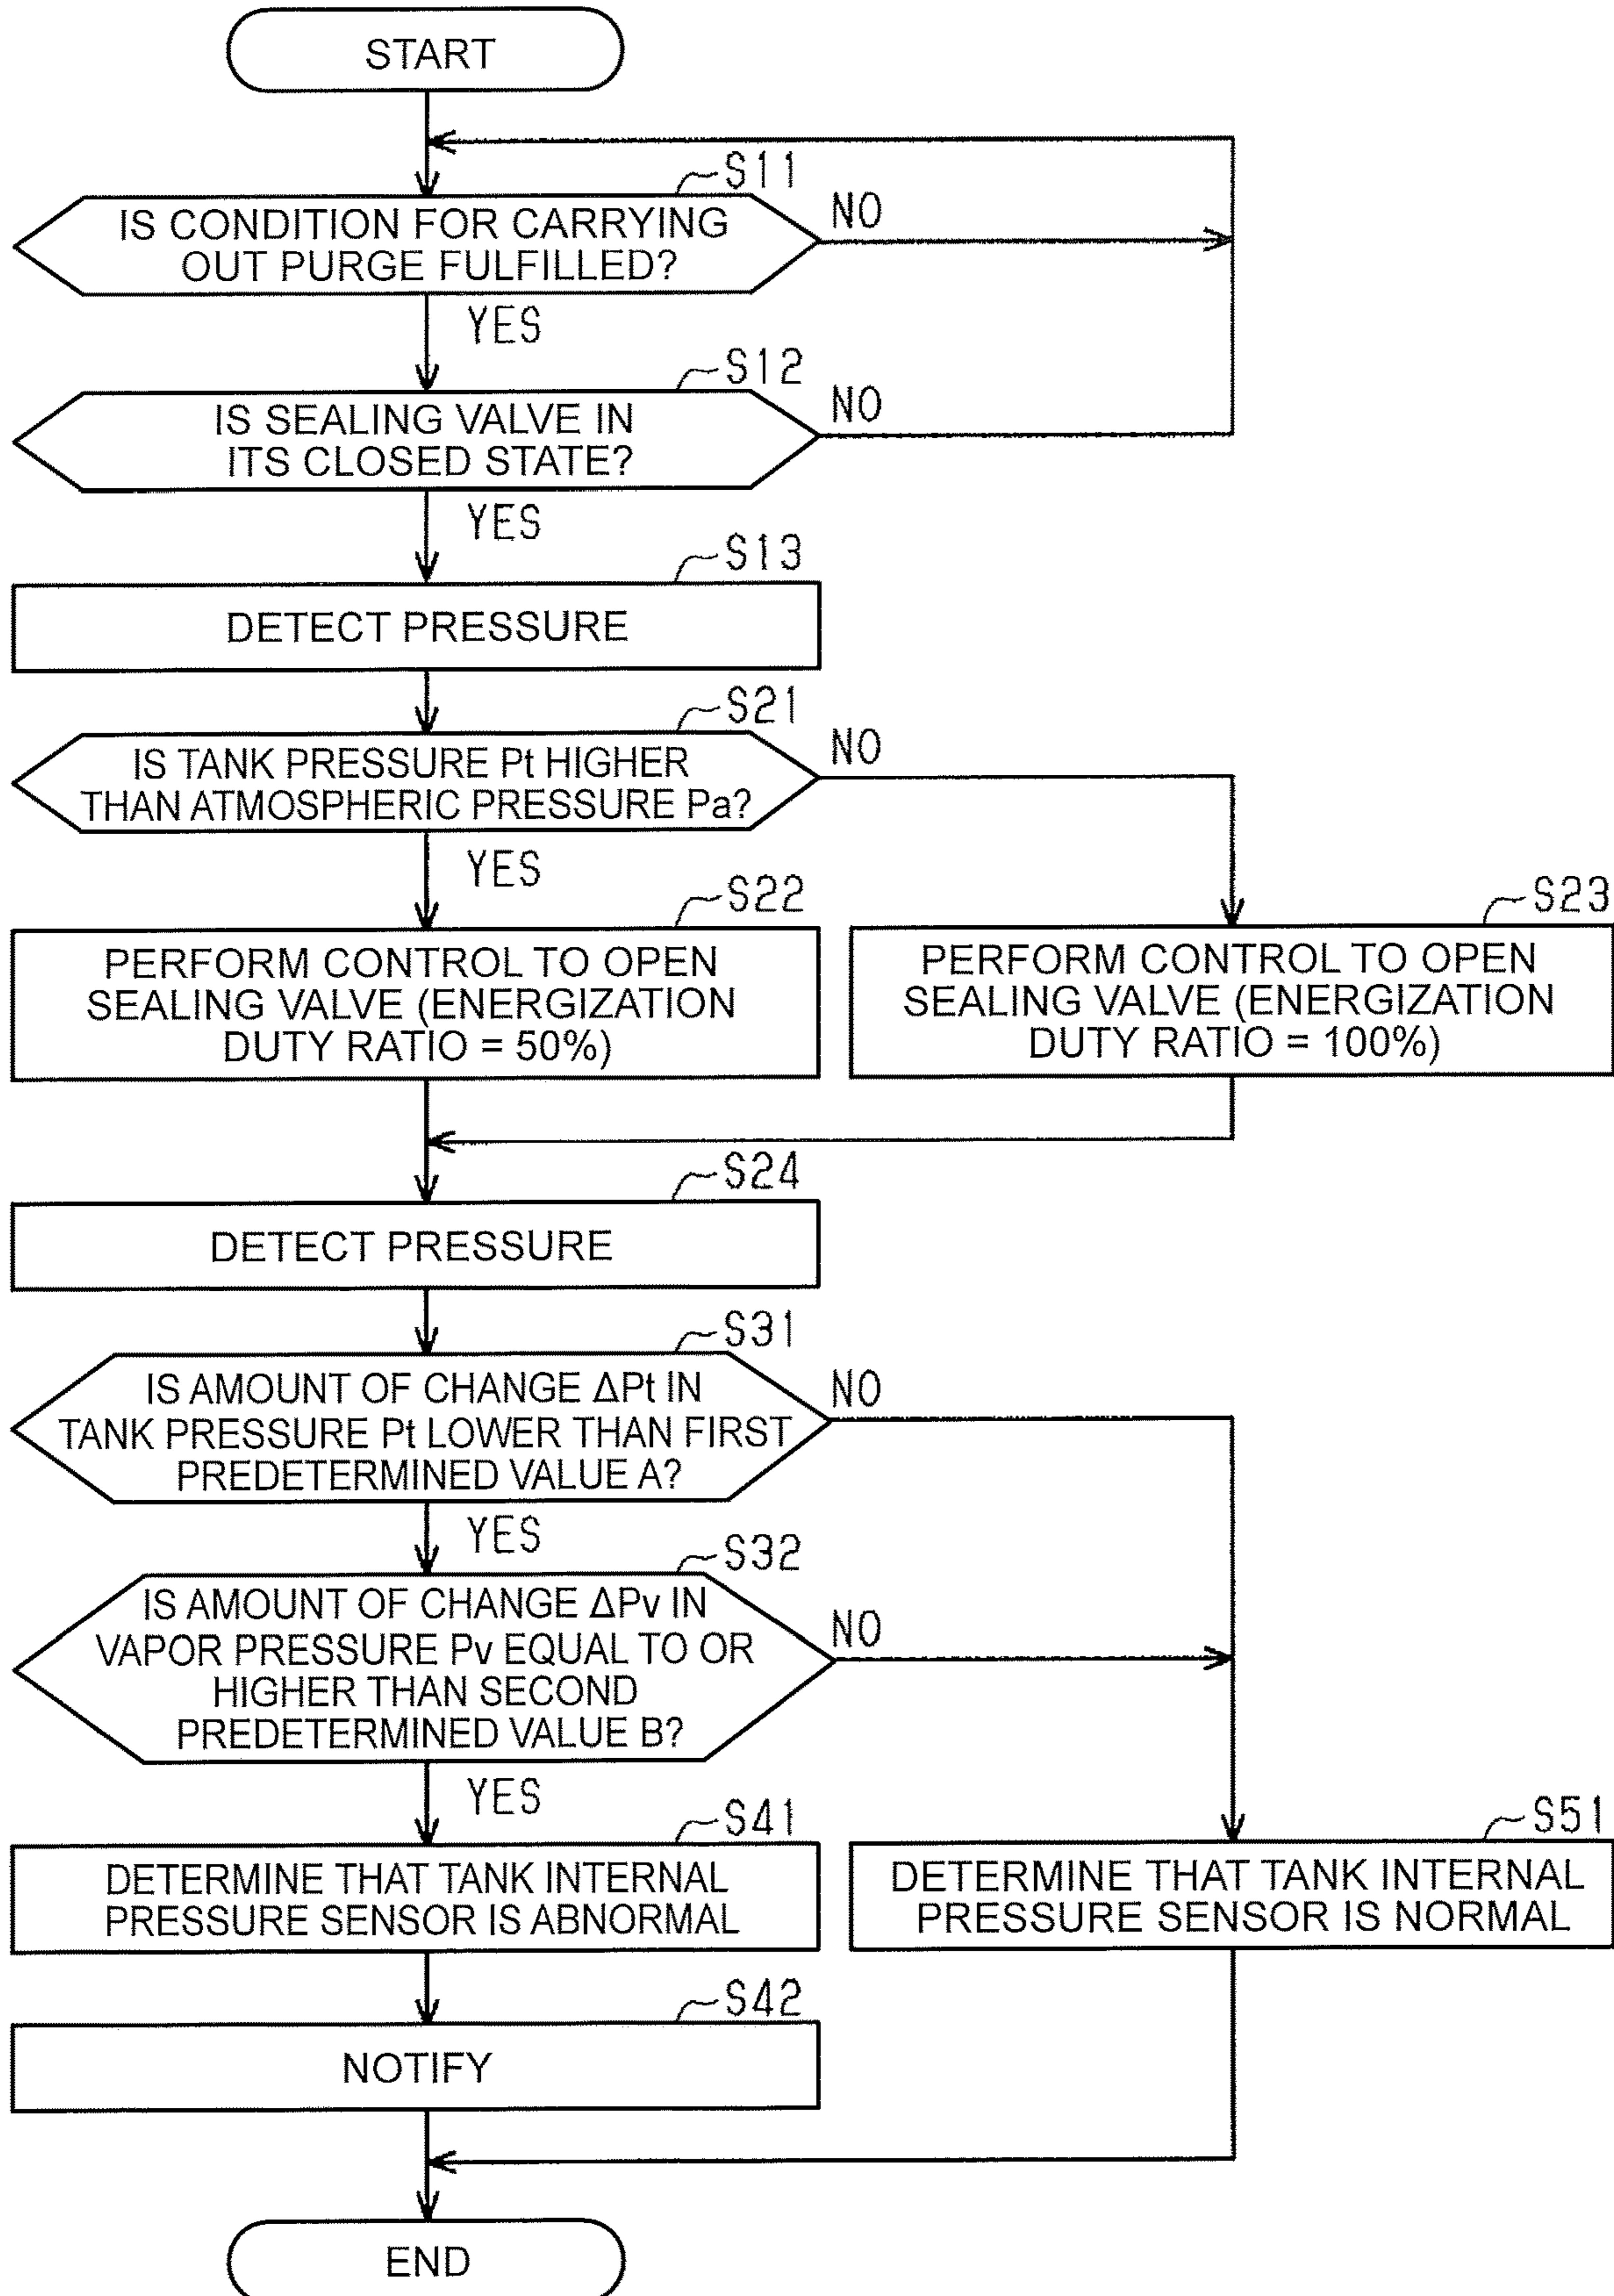 START
S11
IS CONDITION FOR CARRYING
OUT PURGE FULFILLED?
NO
YES
S12
IS SEALING VALVE IN
ITS CLOSED STATE?
NO
YES
S13
DETECT PRESSURE
S21
IS TANK PRESSURE Pt HIGHER
THAN ATMOSPHERIC PRESSURE Pa?
NO
YES
S22
PERFORM CONTROL TO OPEN
SEALING VALVE (ENERGIZATION
DUTY RATIO = 50%)
S23
PERFORM CONTROL TO OPEN
SEALING VALVE (ENERGIZATION
DUTY RATIO = 100%)
S24
DETECT PRESSURE
S31
IS AMOUNT OF CHANGE ΔPt IN
TANK PRESSURE Pt LOWER THAN FIRST
PREDETERMINED VALUE A?
NO
YES
S32
IS AMOUNT OF CHANGE ΔPv IN
VAPOR PRESSURE Pv EQUAL TO OR
HIGHER THAN SECOND
PREDETERMINED VALUE B?
NO
YES
S41
DETERMINE THAT TANK INTERNAL
PRESSURE SENSOR IS ABNORMAL
S51
DETERMINE THAT TANK INTERNAL
PRESSURE SENSOR IS NORMAL
S42
NOTIFY
END